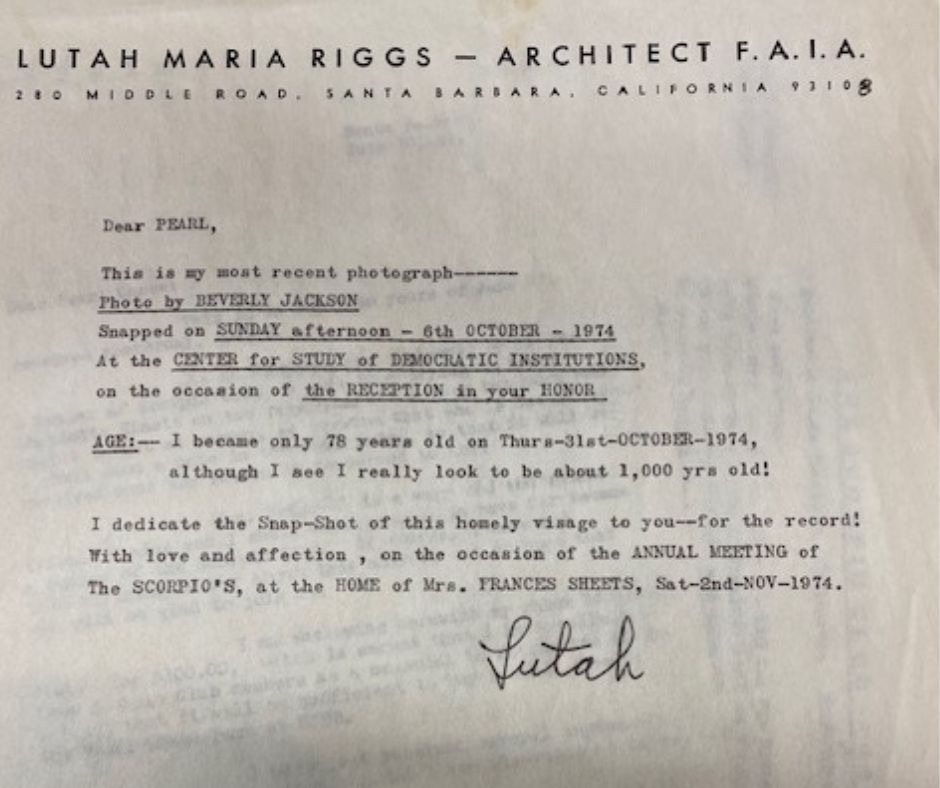 LUTAH MARIA RIGGS — ARCHITECT F.A.I.A.
280 MIDDLE ROAD, SANTA BARBARA, CALIFORNIA 93108
Dear PEARL,
This is my most recent photograph------
Photo by BEVERLY JACKSON
Snapped on SUNDAY afternoon - 6th OCTOBER - 1974
At the CENTER for STUDY of DEMOCRATIC INSTITUTIONS,
on the occasion of the RECEPTION in your HONOR
AGE:-- I became only 78 years old on Thurs-31st-OCTOBER-1974,
although I see I really look to be about 1,000 yrs old!
I dedicate the Snap-Shot of this homely visage to you--for the record!
With love and affection , on the occasion of the ANNUAL MEETING of
The SCORPIO'S, at the HOME of Mrs. FRANCES SHEETS, Sat-2nd-NOV-1974.
Lutah